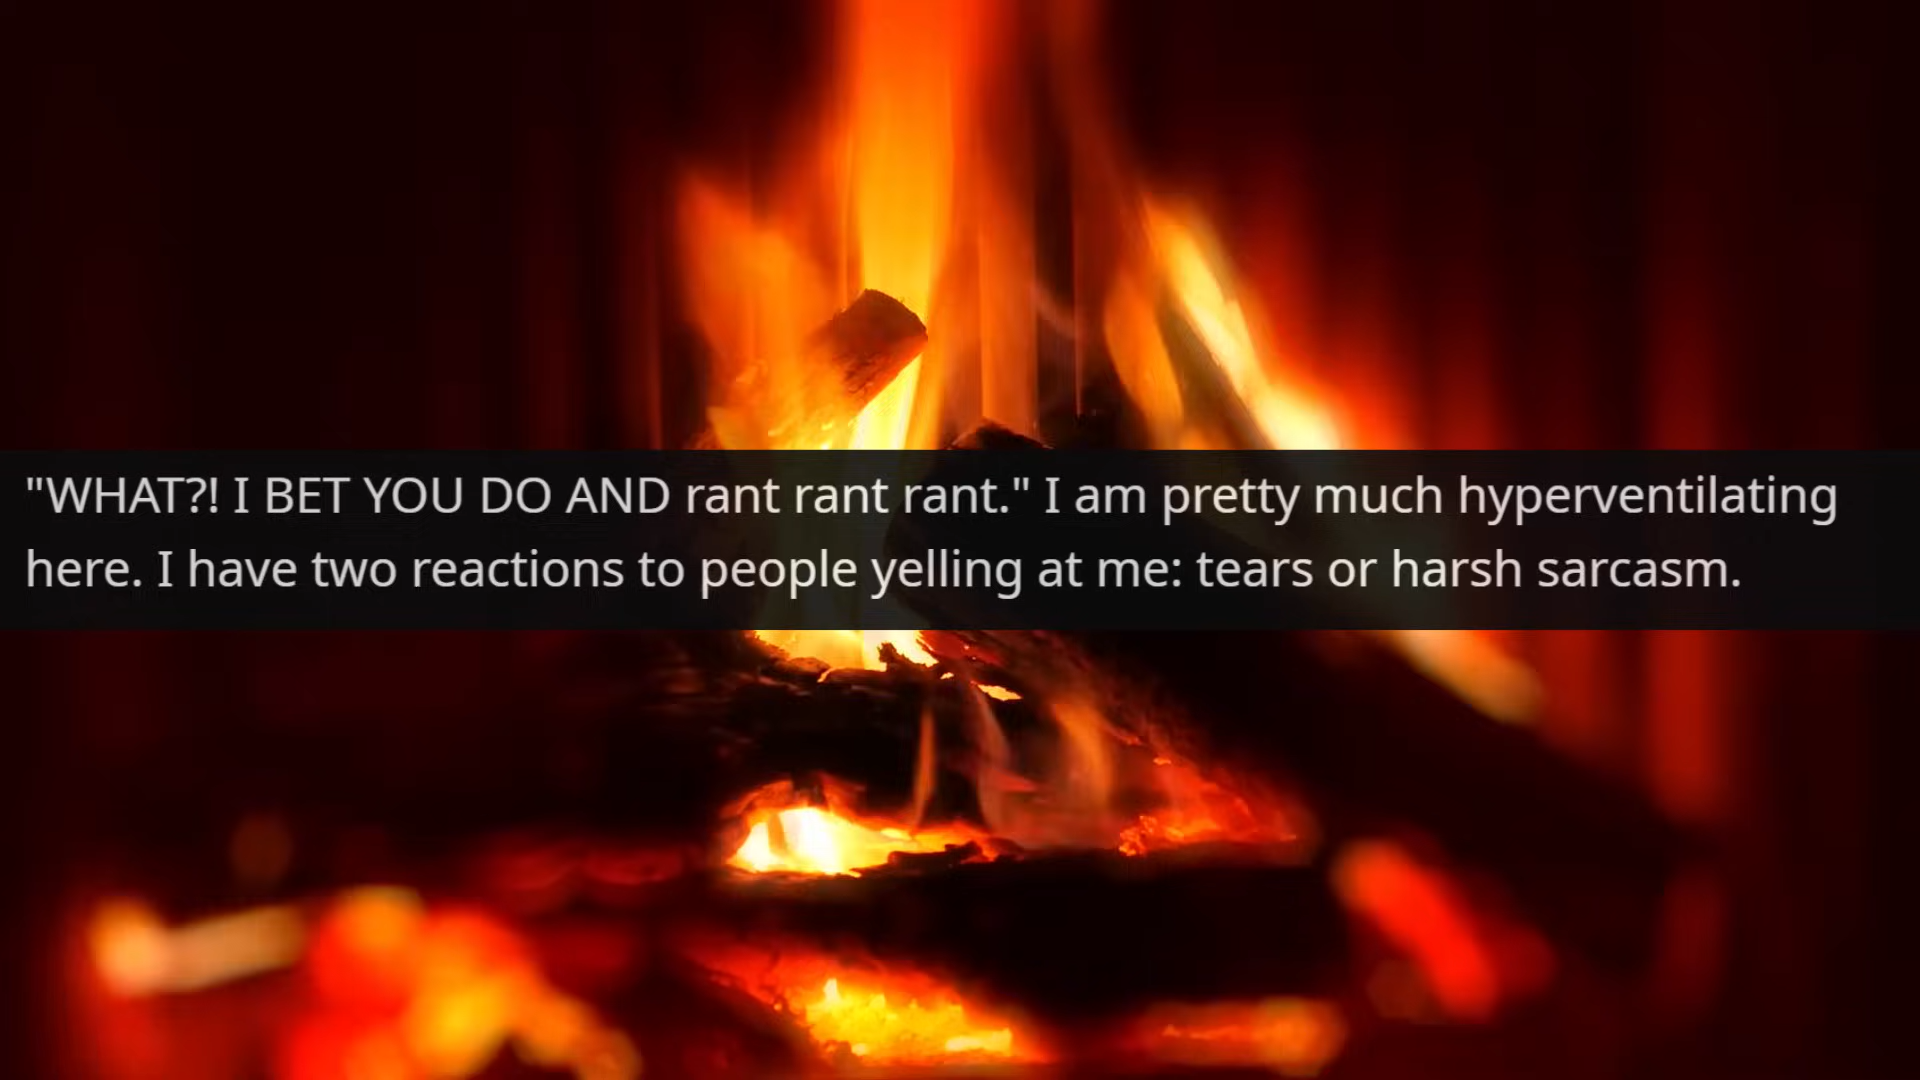 "WHAT?! I BET YOU DO AND rant rant rant." I am pretty much hyperventilating
here. I have two reactions to people yelling at me: tears or harsh sarcasm.